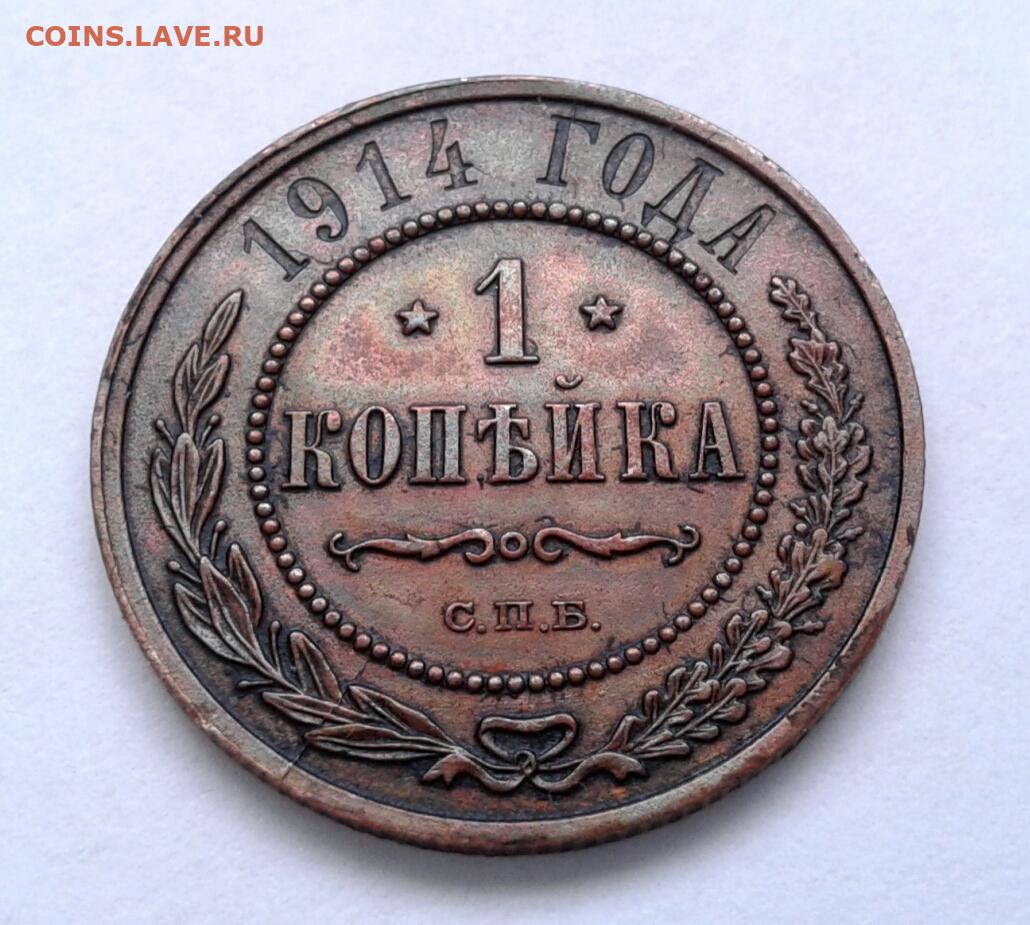 COINS.LAVE.RU
1914 ГОДА
1
КОПѢЙКА
С.П.Б.